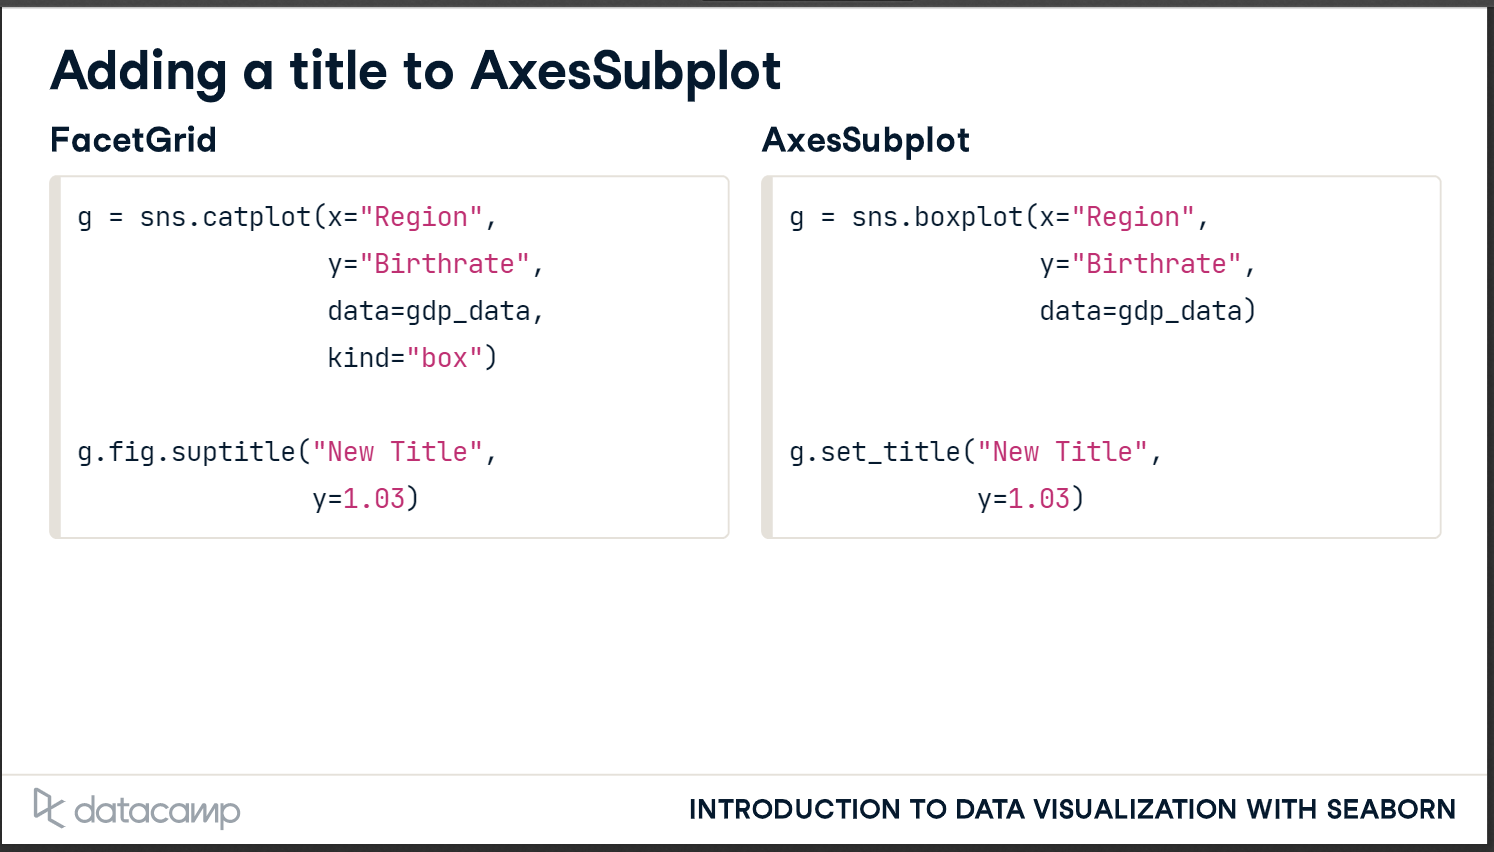 Adding a title to AxesSubplot
FacetGrid
g = sns.catplot(x="Region",
y="Birthrate",
data=gdp_data,
kind="box")
g.fig.suptitle("New Title",
y=1.03)
AxesSubplot
g = sns.boxplot(x="Region",
y="Birthrate",
data=gdp_data)
g.set_title("New Title",
y=1.03)
datacamp
INTRODUCTION TO DATA VISUALIZATION WITH SEABORN